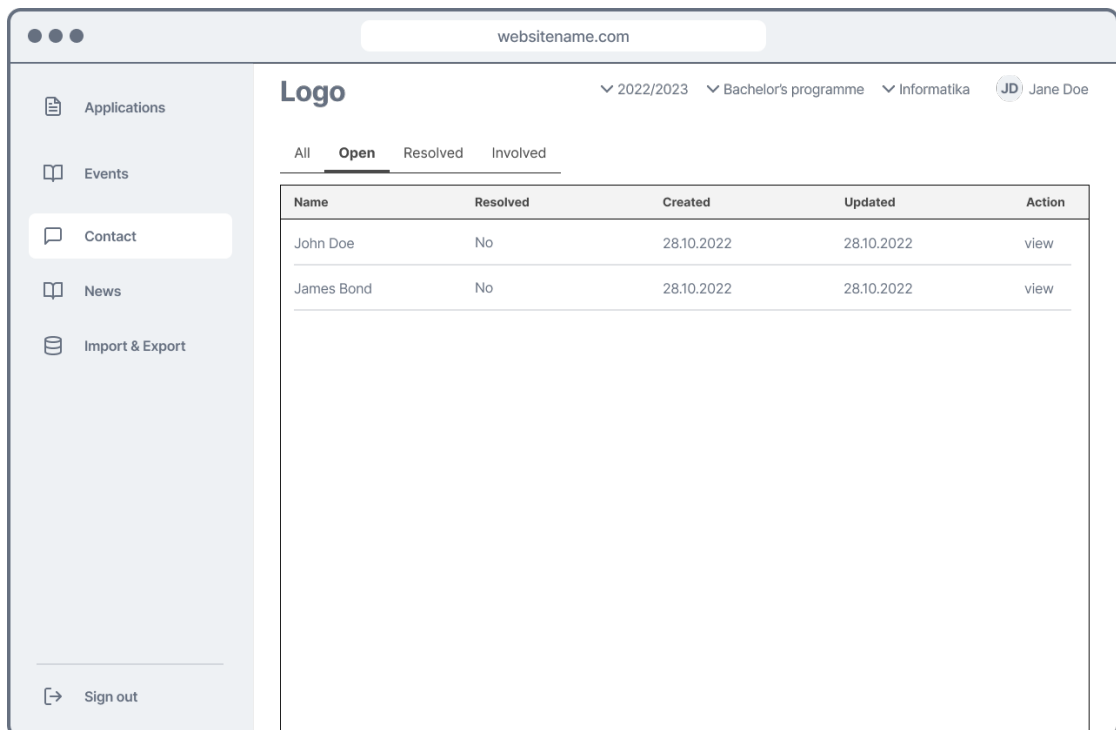 websitename.com
Applications
Events
Contact
News
Import & Export
Sign out
Logo
2022/2023 Bachelor's programme Informatika JD Jane Doe
All Open Resolved Involved
Name Resolved Created Updated Action
John Doe No 28.10.2022 28.10.2022 view
James Bond No 28.10.2022 28.10.2022 view